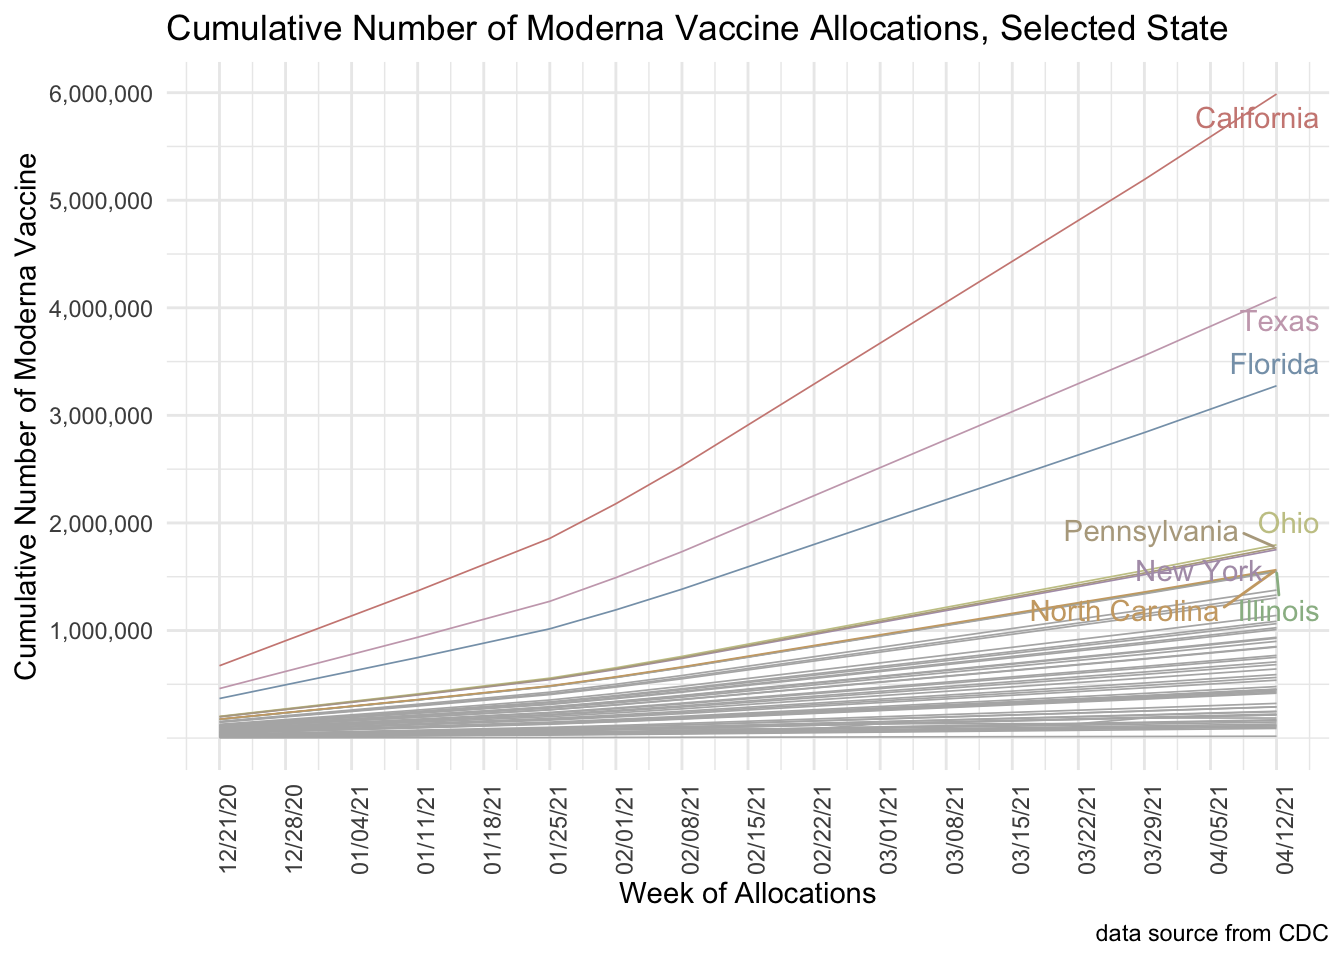 Cumulative Number of Moderna Vaccine Allocations, Selected State
Cumulative Number of Moderna Vaccine
6,000,000
5,000,000
4,000,000
3,000,000
2,000,000
1,000,000
California
Texas
Florida
Ohio
Pennsylvania
New York
North Carolina
Illinois
12/21/20
12/28/20
01/04/21
01/11/21
01/18/21
01/25/21
02/01/21
02/08/21
02/15/21
02/22/21
03/01/21
03/08/21
03/15/21
03/22/21
03/29/21
04/05/21
04/12/21
Week of Allocations
data source from CDC